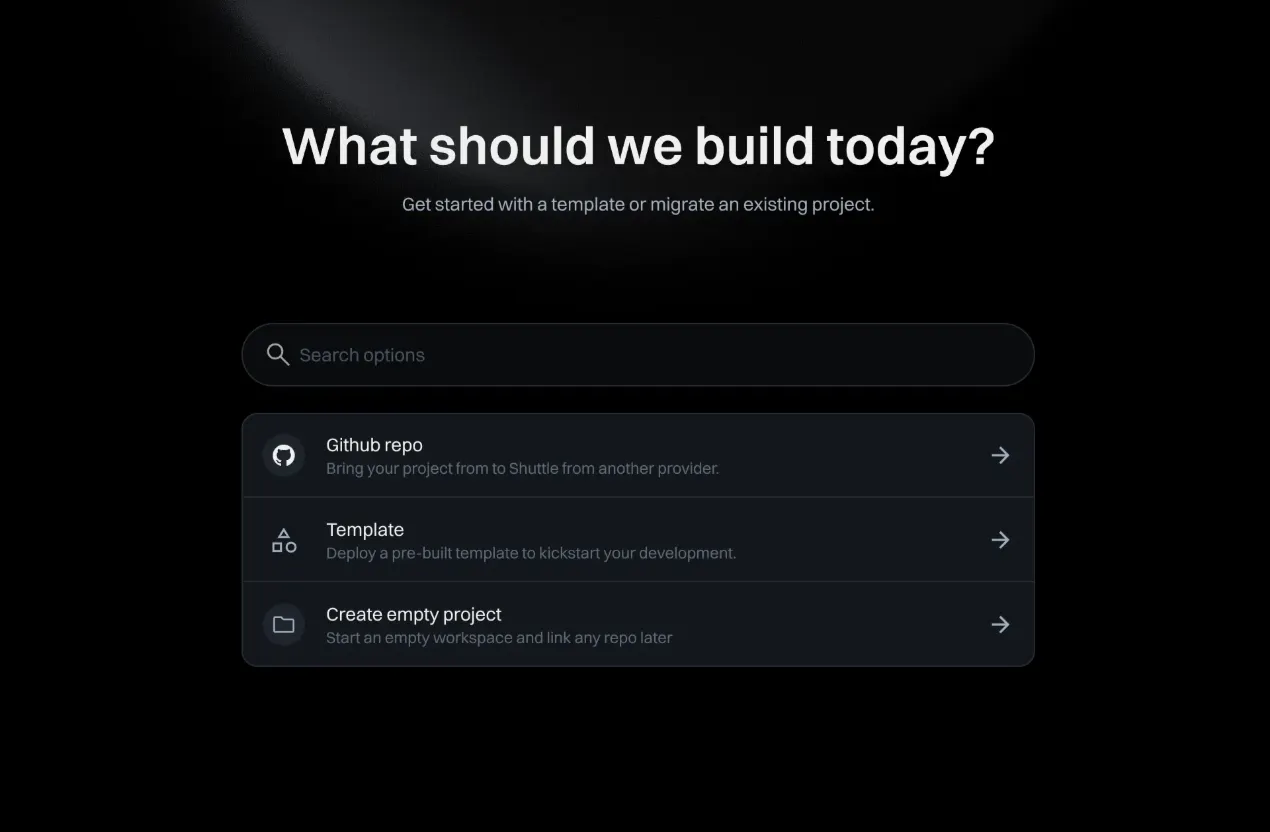 What should we build today?
Get started with a template or migrate an existing project.
Search options
Github repo
Bring your project from to Shuttle from another provider.
Template
Deploy a pre-built template to kickstart your development.
Create empty project
Start an empty workspace and link any repo later